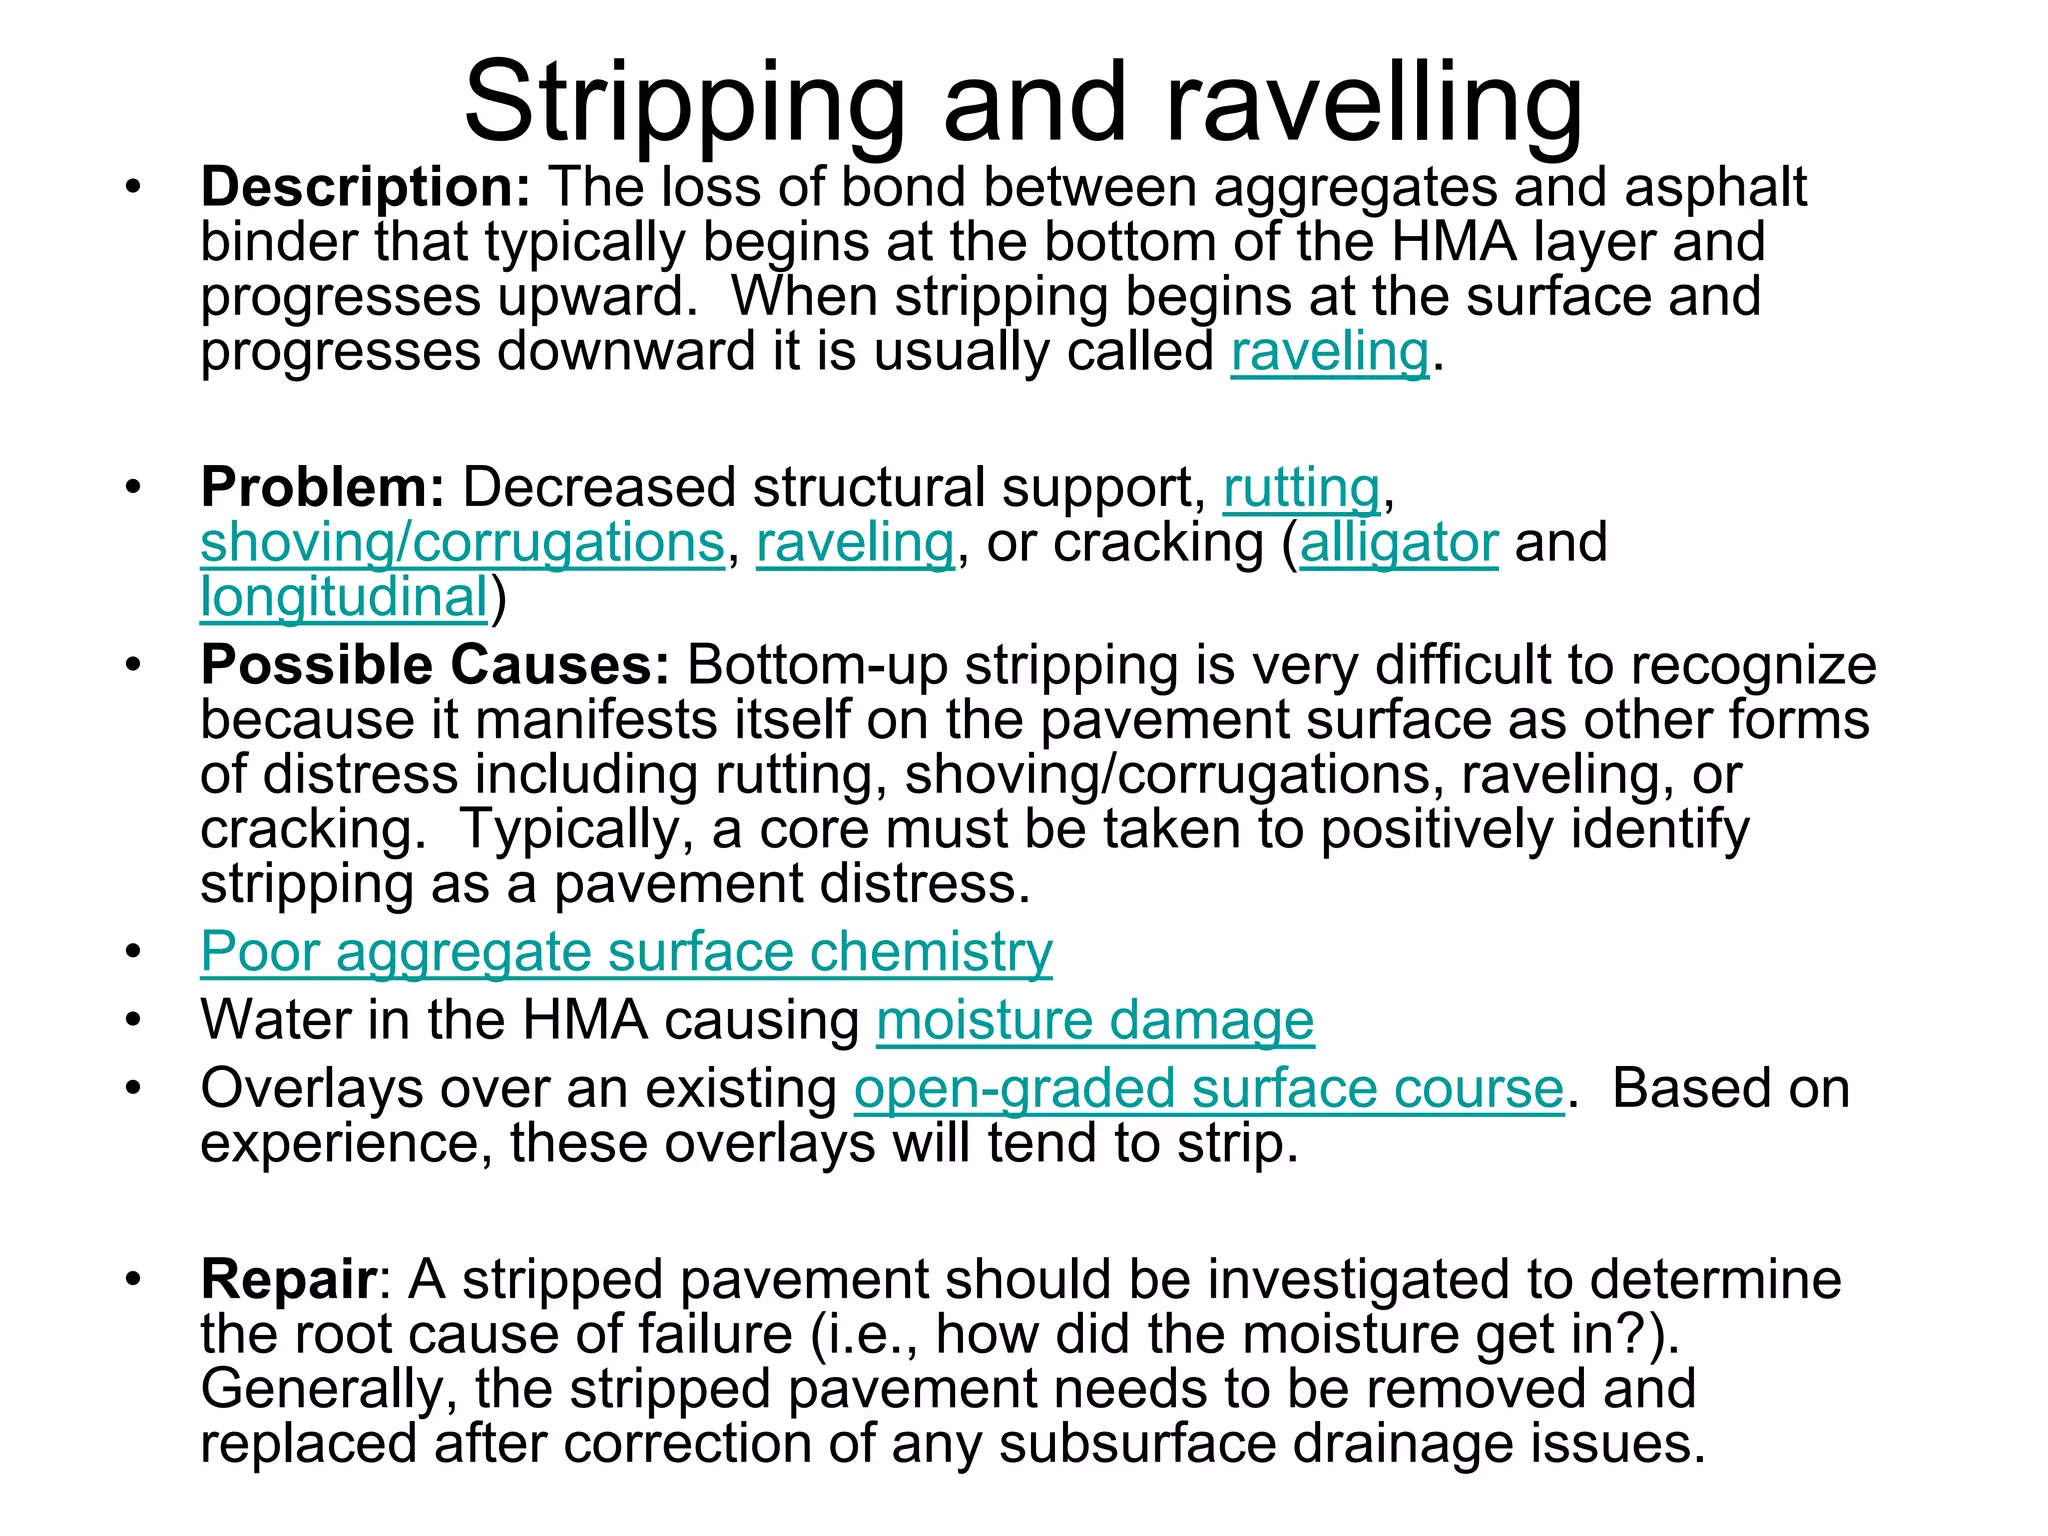 Stripping and ravelling
• Description: The loss of bond between aggregates and asphalt
binder that typically begins at the bottom of the HMA layer and
progresses upward.  When stripping begins at the surface and
progresses downward it is usually called raveling.
• Problem: Decreased structural support, rutting,
shoving/corrugations, raveling, or cracking (alligator and
longitudinal)
• Possible Causes: Bottom-up stripping is very difficult to recognize
because it manifests itself on the pavement surface as other forms
of distress including rutting, shoving/corrugations, raveling, or
cracking.  Typically, a core must be taken to positively identify
stripping as a pavement distress.
• Poor aggregate surface chemistry
• Water in the HMA causing moisture damage
• Overlays over an existing open-graded surface course.  Based on
experience, these overlays will tend to strip.
• Repair: A stripped pavement should be investigated to determine
the root cause of failure (i.e., how did the moisture get in?).
Generally, the stripped pavement needs to be removed and
replaced after correction of any subsurface drainage issues.